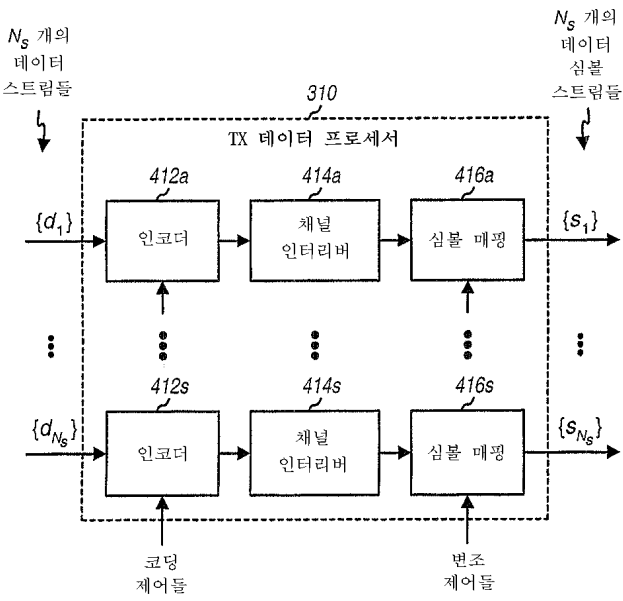 N_S 개의
데이터
스트림들
N_S 개의
데이터
심볼
스트림들
310
TX 데이터 프로세서
412a
414a
416a
{d_1}
인코더
채널
인터리버
심볼 매핑
{s_1}
412s
414s
416s
{d_{N_S}}
인코더
채널
인터리버
심볼 매핑
{s_{N_S}}
코딩
제어들
변조
제어들